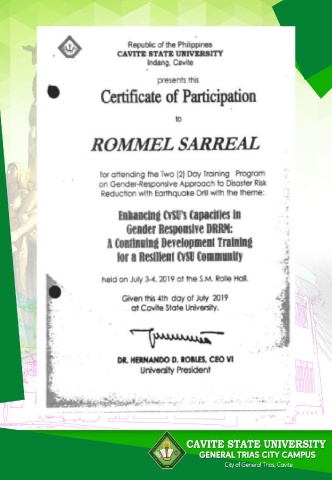 Republic of the Philippines
CAVITE STATE UNIVERSITY
Indang, Cavite
presents this
Certificate of Participation
to
ROMMEL SARREAL
for attending the Two (2) Day Training Program
on Gender-Responsive Approach to Disaster Risk
Reduction with Earthquake Drill with the theme:
Enhancing CvSU's Capacities in
Gender Responsive DRRM:
A Continuing Development Training
for a Resilient CvSU Community
held on July 3-4, 2019 at the S.M. Rolle Hall.
Given this 4th day of July 2019
at Cavite State University.
DR. HERNANDO D. ROBLES, CEO VI
University President
CAVITE STATE UNIVERSITY
GENERAL TRIAS CITY CAMPUS
City of General Trias, Cavite